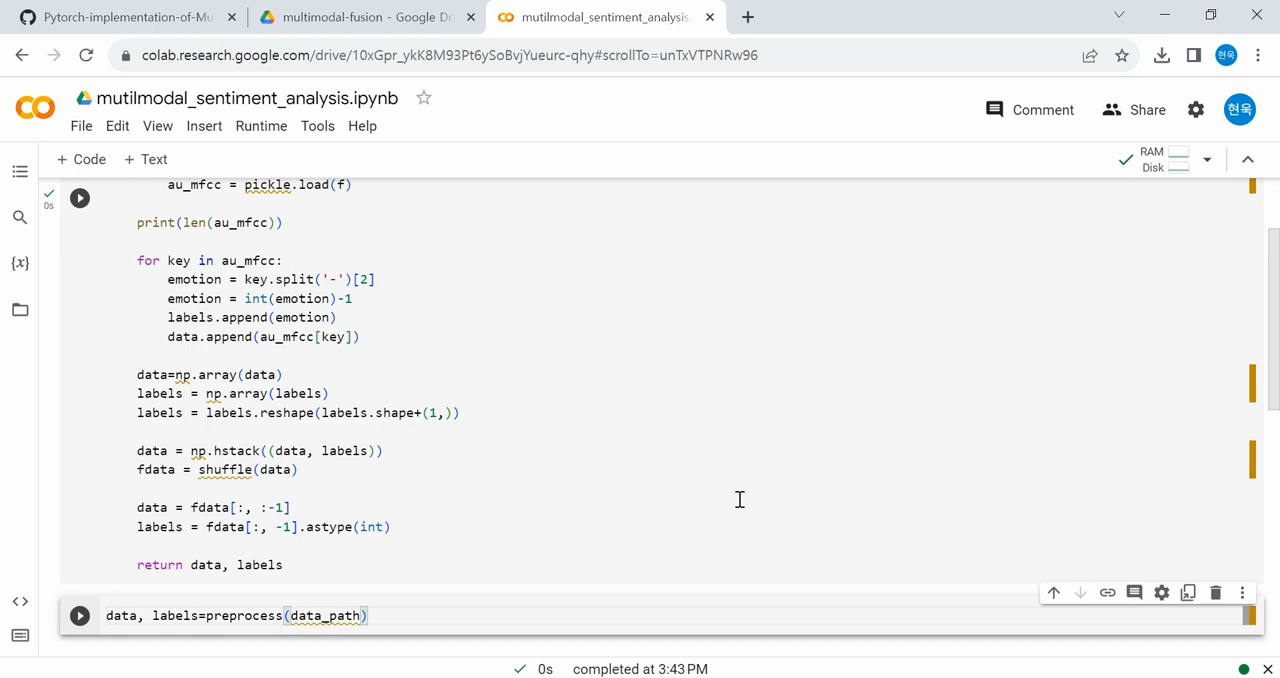 Pytorch-implementation-of-Mu
multimodal-fusion - Google Dr
mutilmodal_sentiment_analysis.
colab.research.google.com/drive/10xGpr_ykK8M93Pt6ySoBvjYueurc-qhy#scrollTo=unTxVTPNRw96
현욱
mutilmodal_sentiment_analysis.ipynb
Comment
Share
현욱
File Edit View Insert Runtime Tools Help
+ Code + Text
RAM
Disk
0s
au_mfcc = pickle.load(f)
print(len(au_mfcc))
for key in au_mfcc:
emotion = key.split('-')[2]
emotion = int(emotion)-1
labels.append(emotion)
data.append(au_mfcc[key])
data=np.array(data)
labels = np.array(labels)
labels = labels.reshape(labels.shape+(1,))
data = np.hstack((data, labels))
fdata = shuffle(data)
data = fdata[:, :-1]
labels = fdata[:, -1].astype(int)
return data, labels
data, labels=preprocess(data_path)
0s completed at 3:43 PM